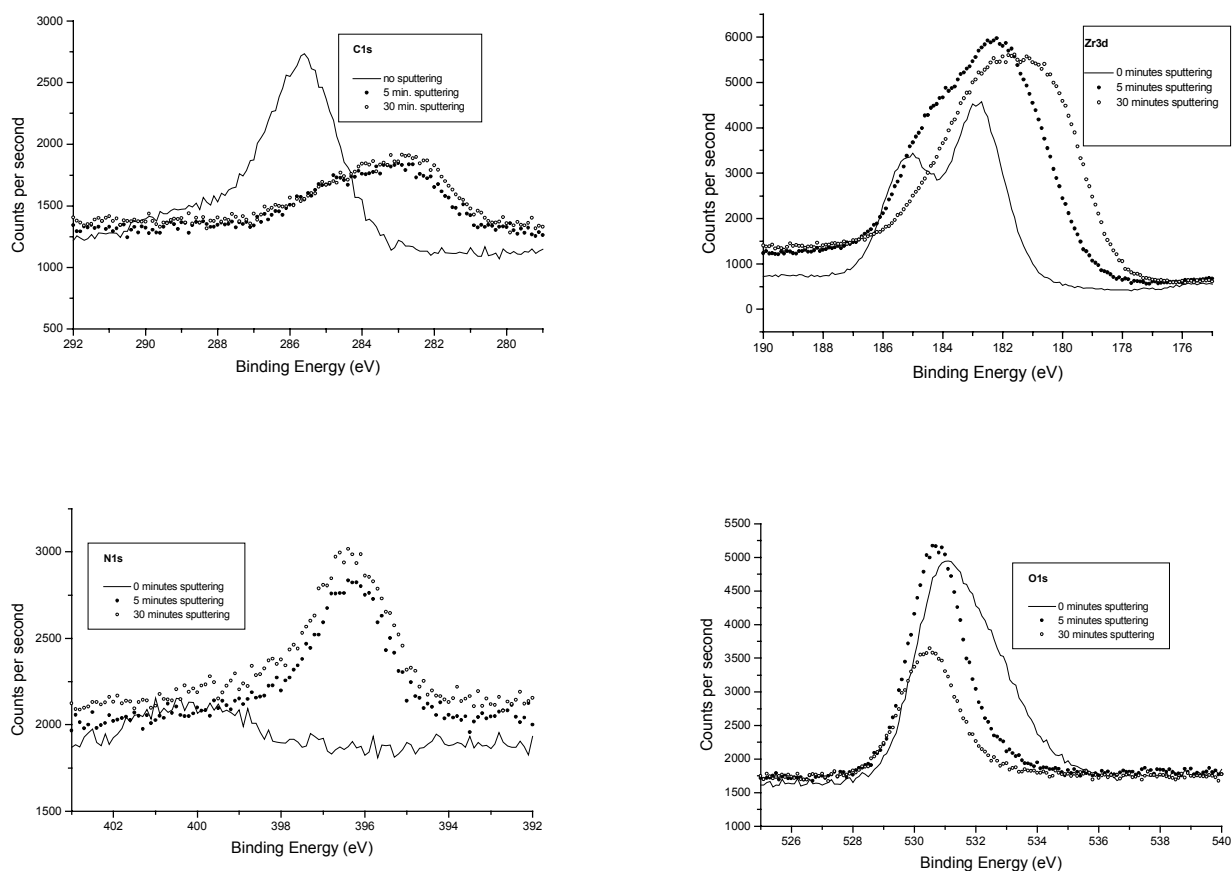 3000
2500
2000
1500
1000
500
Counts per second
C1s
no sputtering
5 min. sputtering
30 min. sputtering
292 290 288 286 284 282 280
Binding Energy (eV)
6000
5000
4000
3000
2000
1000
0
Counts per second
Zr3d
0 minutes sputtering
5 minutes sputtering
30 minutes sputtering
190 188 186 184 182 180 178 176
Binding Energy (eV)
3000
2500
2000
1500
Counts per second
N1s
0 minutes sputtering
5 minutes sputtering
30 minutes sputtering
402 400 398 396 394 392
Binding Energy (eV)
5500
5000
4500
4000
3500
3000
2500
2000
1500
1000
Counts per second
O1s
0 minutes sputtering
5 minutes sputtering
30 minutes sputtering
526 528 530 532 534 536 538 540
Binding Energy (eV)